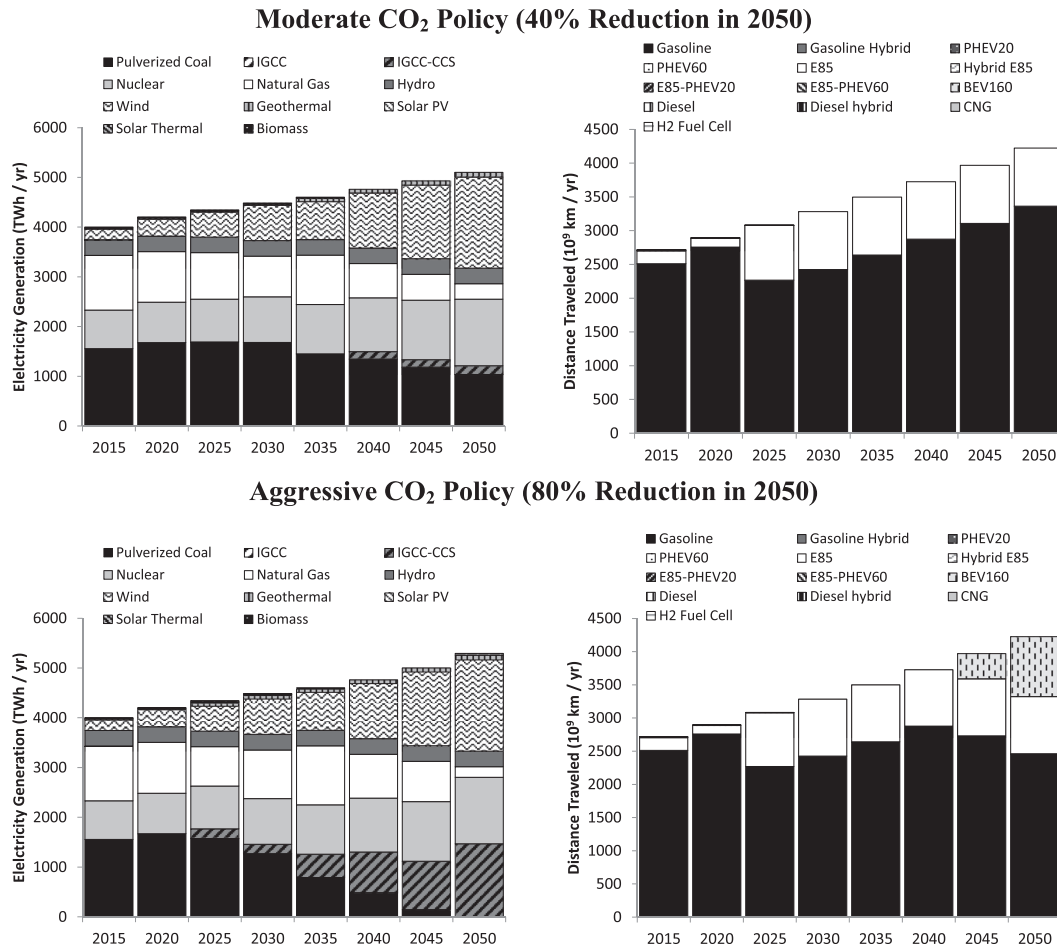 Moderate CO₂ Policy (40% Reduction in 2050)
Pulverized Coal IGCC IGCC-CCS
Nuclear Natural Gas Hydro
Wind Geothermal Solar PV
Solar Thermal Biomass
Elelctricity Generation (TWh / yr)
6000
5000
4000
3000
2000
1000
0
2015 2020 2025 2030 2035 2040 2045 2050
Gasoline Gasoline Hybrid PHEV20
PHEV60 E85 Hybrid E85
E85-PHEV20 E85-PHEV60 BEV160
Diesel Diesel hybrid CNG
H2 Fuel Cell
Distance Traveled (10⁹ km / yr)
4500
4000
3500
3000
2500
2000
1500
1000
500
0
2015 2020 2025 2030 2035 2040 2045 2050
Aggressive CO₂ Policy (80% Reduction in 2050)
Pulverized Coal IGCC IGCC-CCS
Nuclear Natural Gas Hydro
Wind Geothermal Solar PV
Solar Thermal Biomass
Elelctricity Generation (TWh / yr)
6000
5000
4000
3000
2000
1000
0
2015 2020 2025 2030 2035 2040 2045 2050
Gasoline Gasoline Hybrid PHEV20
PHEV60 E85 Hybrid E85
E85-PHEV20 E85-PHEV60 BEV160
Diesel Diesel hybrid CNG
H2 Fuel Cell
Distance Traveled (10⁹ km / yr)
4500
4000
3500
3000
2500
2000
1500
1000
500
0
2015 2020 2025 2030 2035 2040 2045 2050